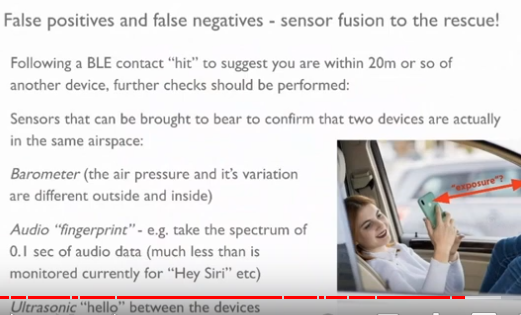 False positives and false negatives - sensor fusion to the rescue!
Following a BLE contact “hit” to suggest you are within 20m or so of
another device, further checks should be performed:
Sensors that can be brought to bear to confirm that two devices are actually
in the same airspace:
Barometer (the air pressure and it’s variation
are different outside and inside)
Audio “fingerprint” - e.g. take the spectrum of
0.1 sec of audio data (much less than is
monitored currently for “Hey Siri” etc)
Ultrasonic “hello” between the devices
“exposure”?